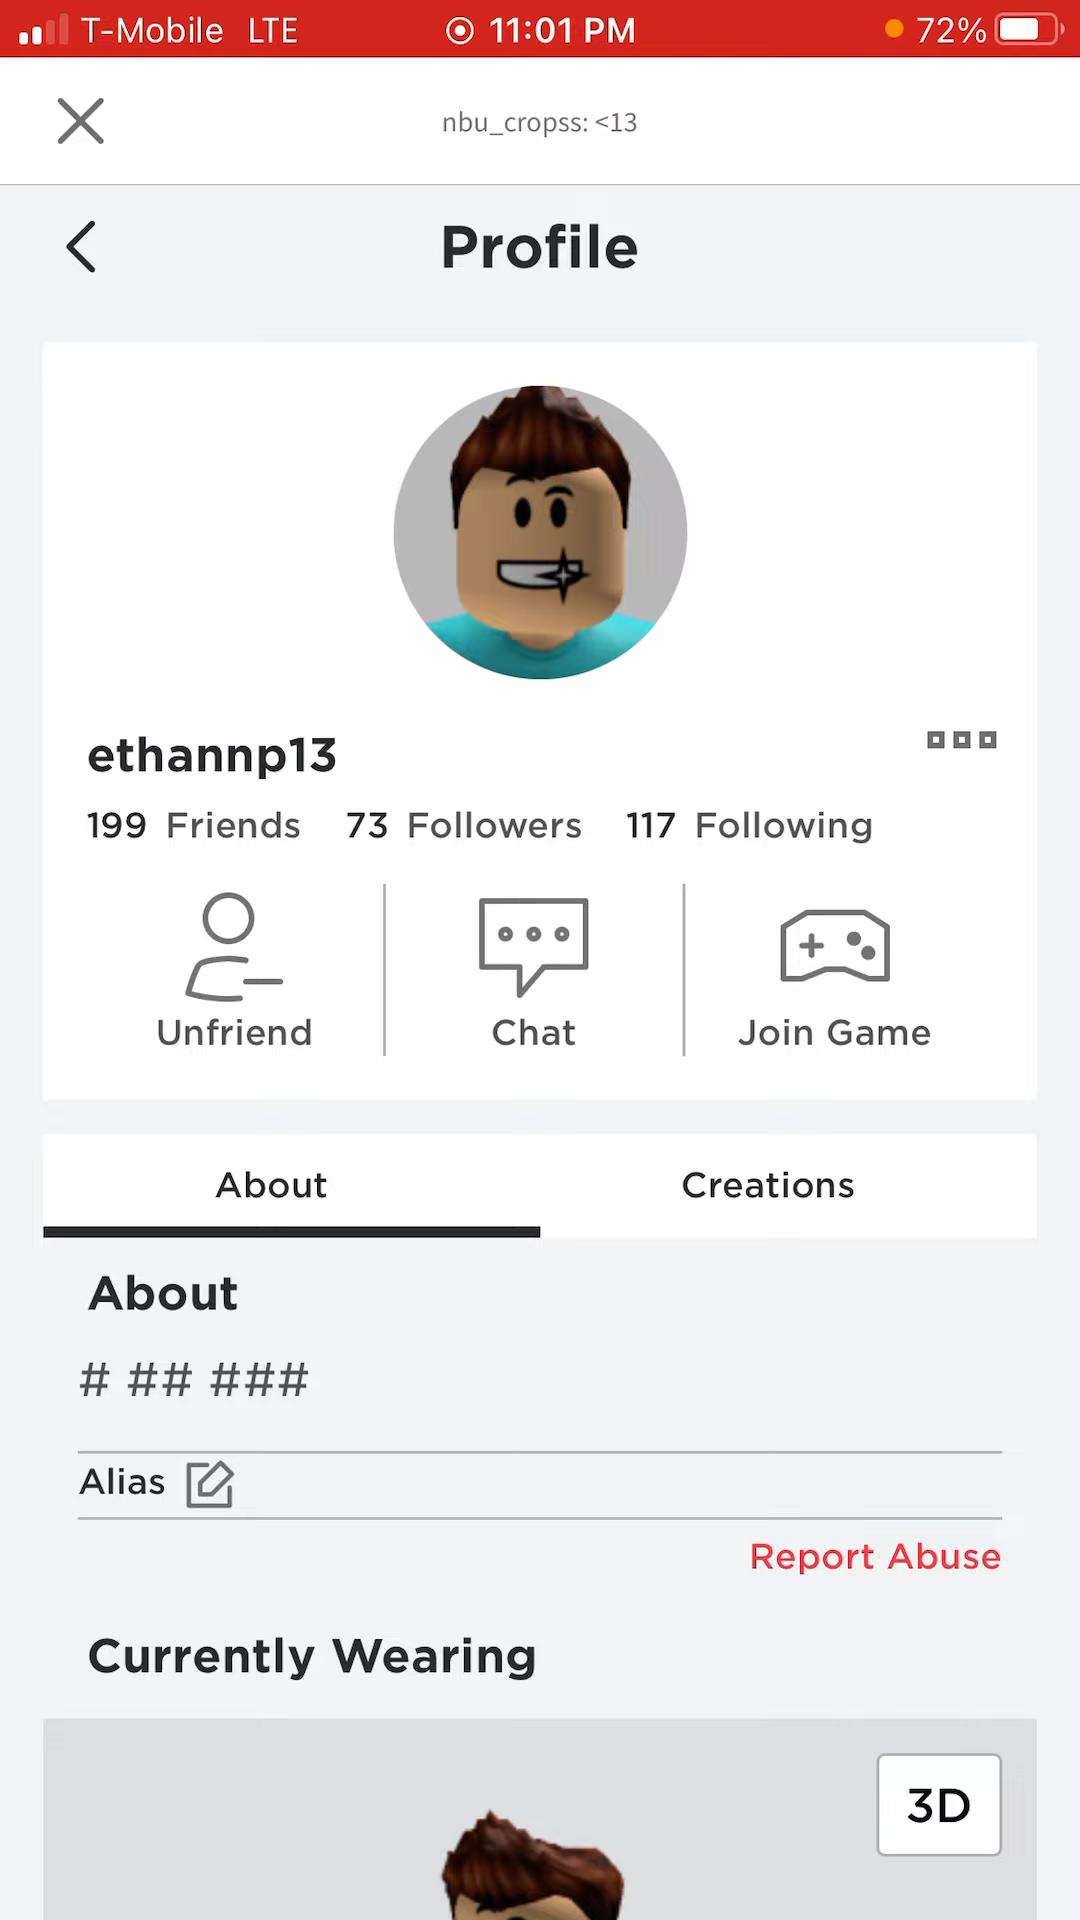 T-Mobile LTE 11:01 PM 72%
nbu_cropss: <13
Profile
ethannp13
199 Friends 73 Followers 117 Following
Unfriend Chat Join Game
About Creations
About
# ## ###
Alias
Report Abuse
Currently Wearing
3D